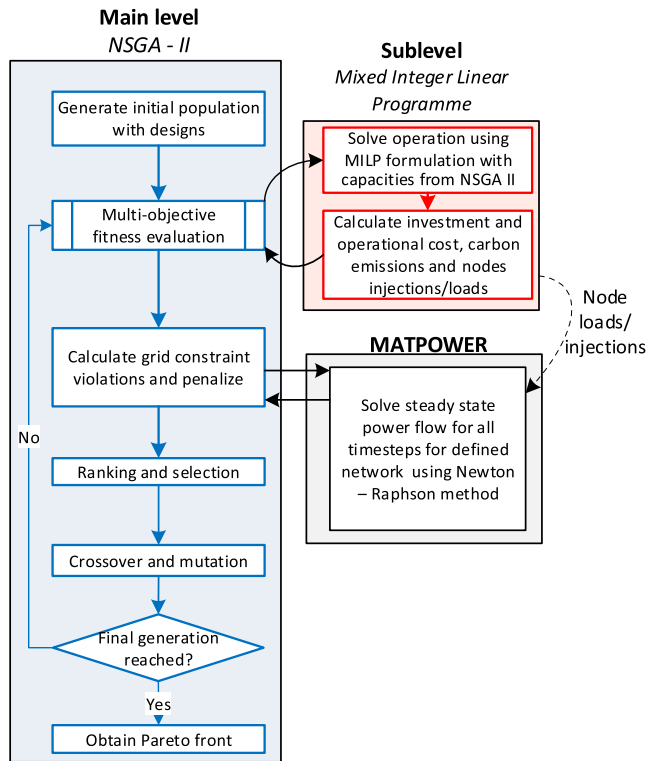 Main level
NSGA - II
Generate initial population
with designs
Multi-objective
fitness evaluation
Calculate grid constraint
violations and penalize
No
Ranking and selection
Crossover and mutation
Final generation
reached?
Yes
Obtain Pareto front
Sublevel
Mixed Integer Linear
Programme
Solve operation using
MILP formulation with
capacities from NSGA II
Calculate investment and
operational cost, carbon
emissions and nodes
injections/loads
Node
loads/
injections
MATPOWER
Solve steady state
power flow for all
timesteps for defined
network using Newton
– Raphson method